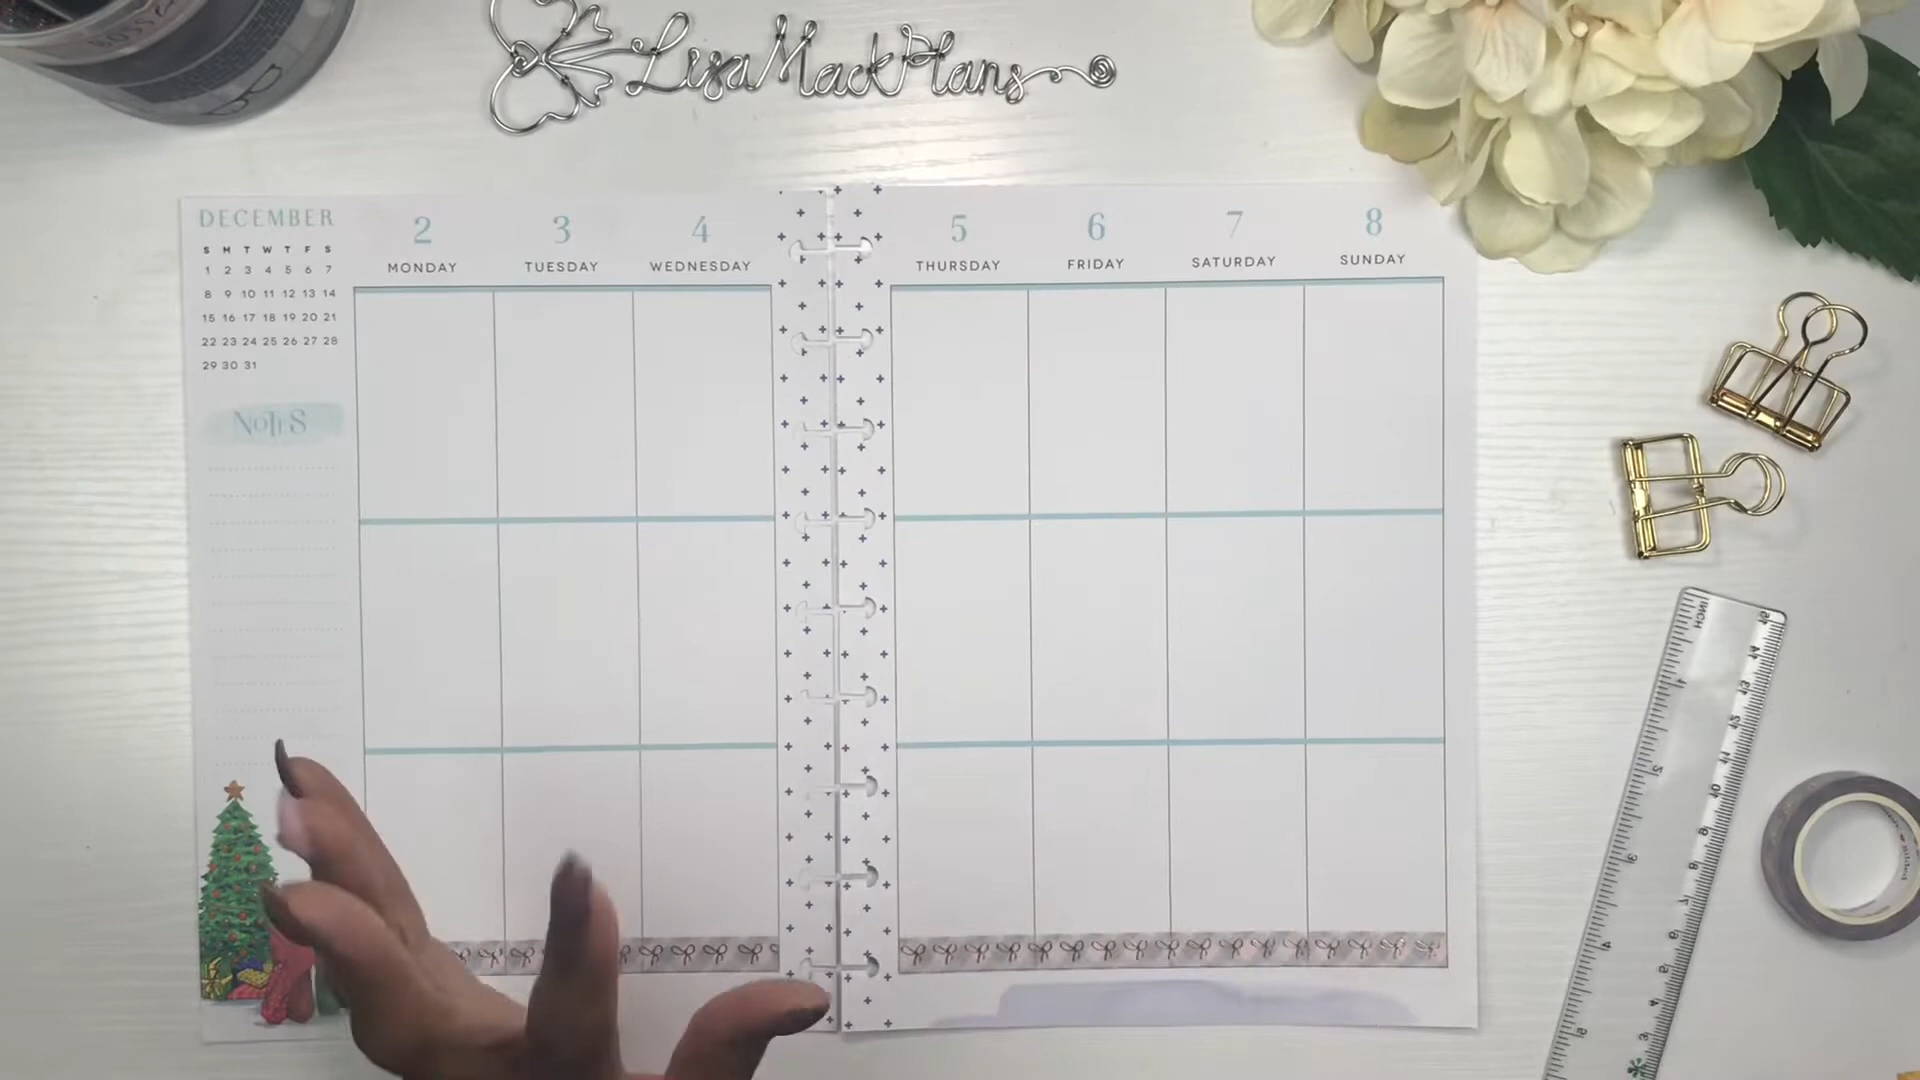 LisaMackPlans
DECEMBER
S M T W T F S
1 2 3 4 5 6 7
8 9 10 11 12 13 14
15 16 17 18 19 20 21
22 23 24 25 26 27 28
29 30 31
NOTES
2 3 4
MONDAY TUESDAY WEDNESDAY
5 6 7 8
THURSDAY FRIDAY SATURDAY SUNDAY
INCH